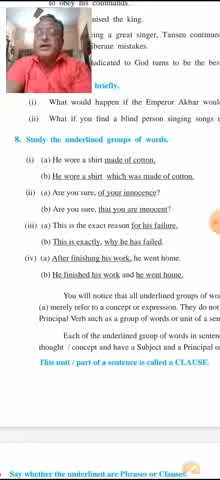 to obey his commands.
uised the king.
eing a great singer, Tansen continued
liberate mistakes.
edicated to God turns to be the bes
briefly.
(i) What would happen if the Emperor Akbar woul
(ii) What if you find a blind person singing songs
8. Study the underlined groups of words.
(i) (a) He wore a shirt made of cotton.
(b) He wore a shirt which was made of cotton.
(ii) (a) Are you sure, of your innocence?
(b) Are you sure, that you are innocent?
(iii) (a) This is the exact reason for his failure.
(b) This is exactly, why he has failed.
(iv) (a) After finishing his work, he went home.
(b) He finished his work and he went home.
You will notice that all underlined groups of wor
(a) merely refer to a concept or expression. They do not
Principal Verb such as a group of words or unit of a sen
Each of the underlined group of words in senten
thought / concept and have a Subject and a Principal
This unit / part of a sentence is called a CLAUSE.
Say whether the underlined are Phrases or Clauses.